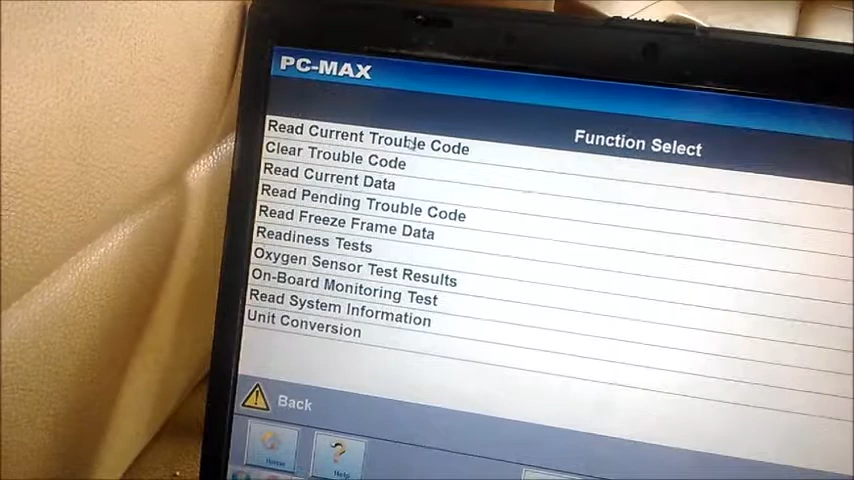 PC-MAX
Function Select
Read Current Trouble Code
Clear Trouble Code
Read Current Data
Read Pending Trouble Code
Read Freeze Frame Data
Readiness Tests
Oxygen Sensor Test Results
On-Board Monitoring Test
Read System Information
Unit Conversion
Back
Home
Help